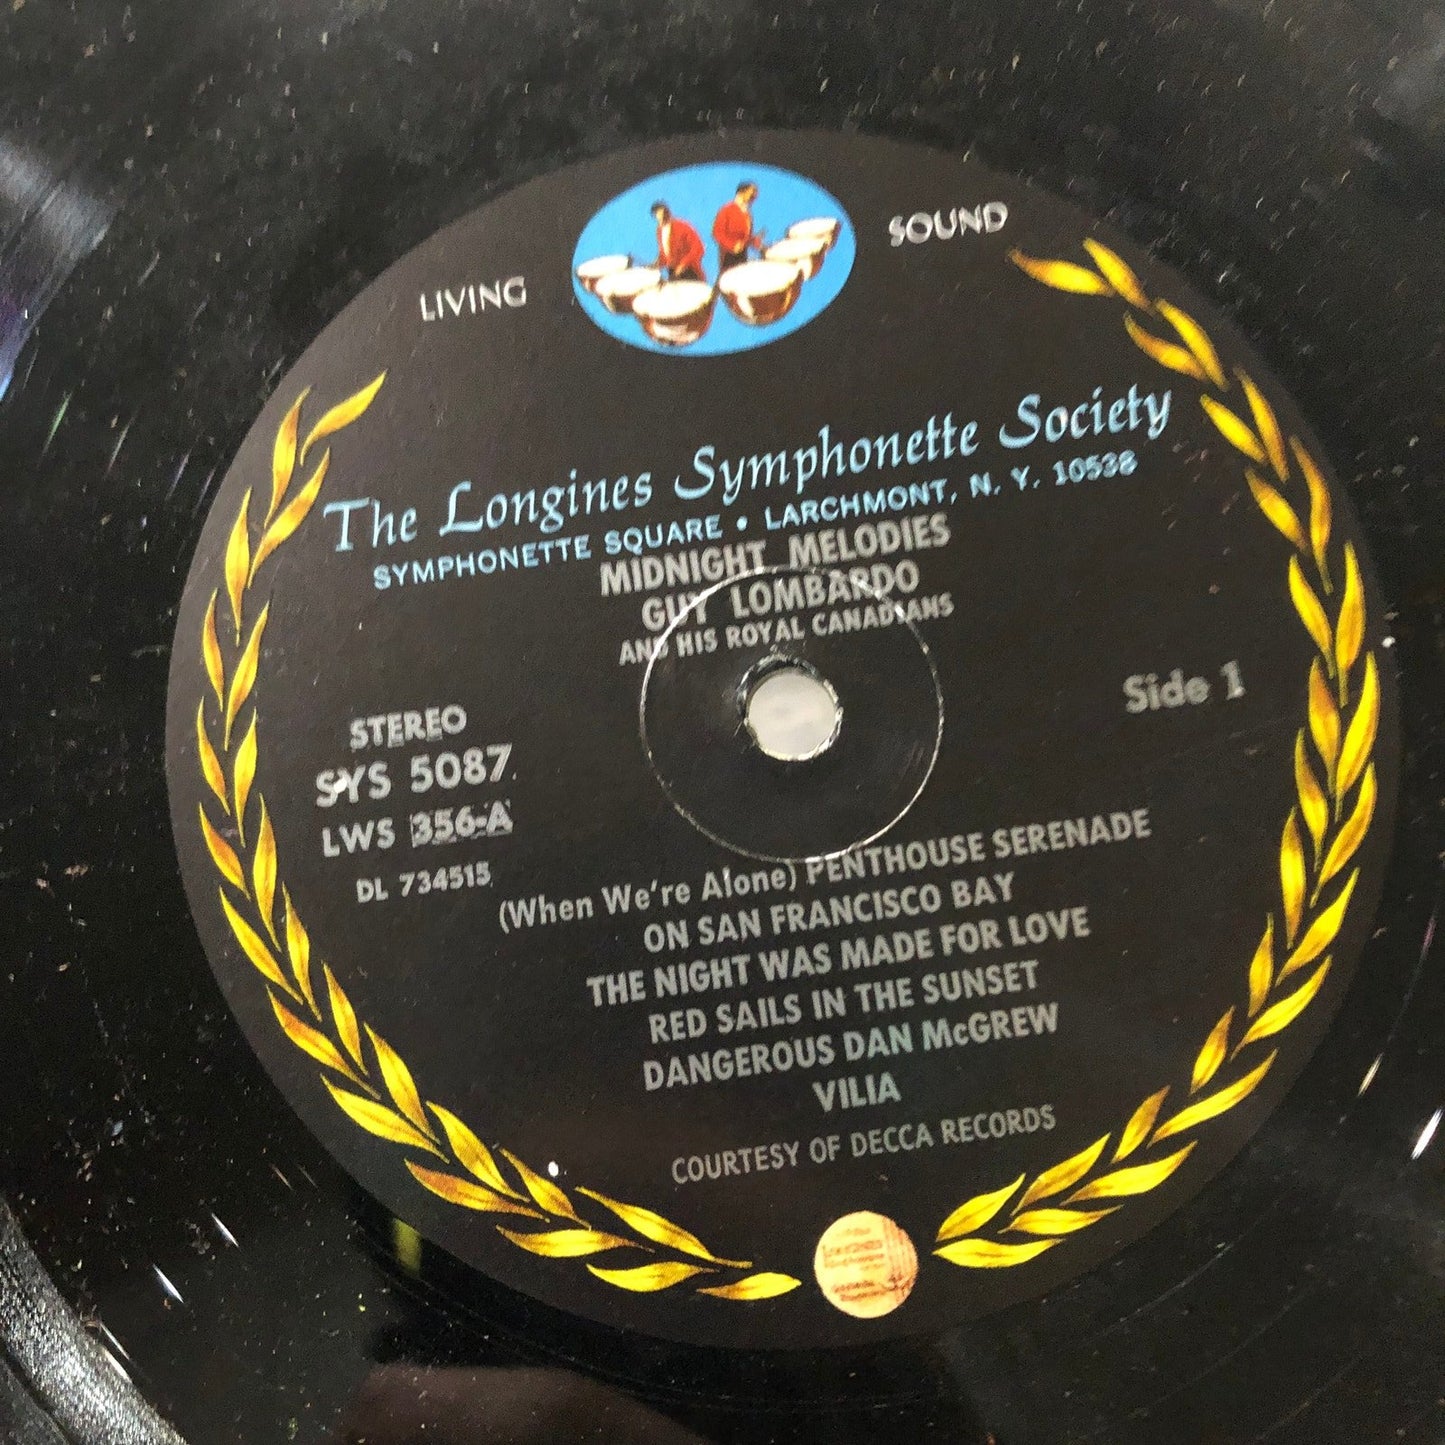 LIVING SOUND
The Longines Symphonette Society
SYMPHONETTE SQUARE • LARCHMONT, N. Y. 10538
MIDNIGHT MELODIES
GUY LOMBARDO
AND HIS ROYAL CANADIANS
STEREO
SYS 5087
LWS 356-A
DL 734515
Side 1
(When We're Alone) PENTHOUSE SERENADE
ON SAN FRANCISCO BAY
THE NIGHT WAS MADE FOR LOVE
RED SAILS IN THE SUNSET
DANGEROUS DAN McGREW
VILIA
COURTESY OF DECCA RECORDS